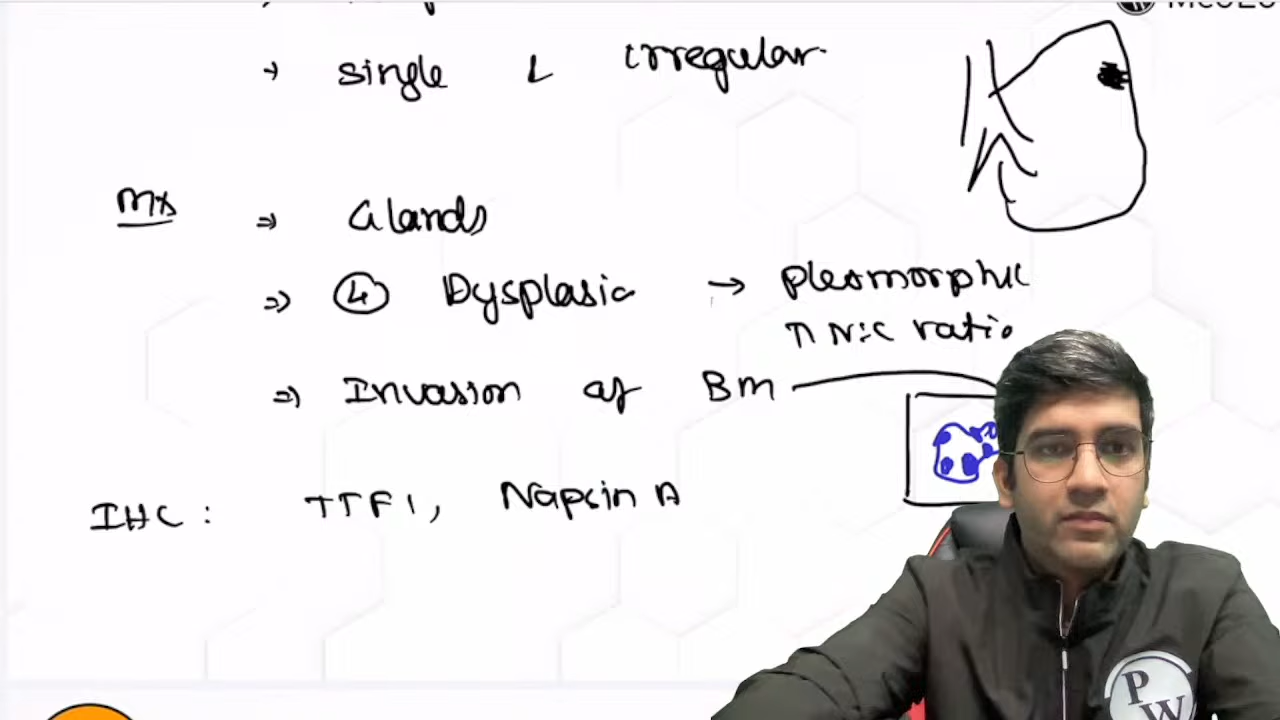 → single & irregular
Mx ⇒ Glands
⇒ 4 Dysplasia → pleomorphic
↑ N:C ratio
⇒ Invasion of BM
IHC : TTF1, Napsin A
P
W